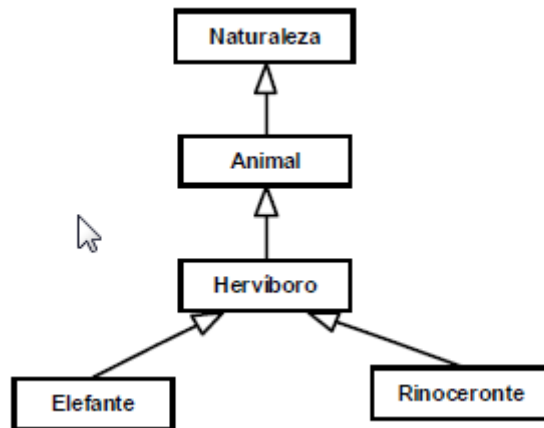 Naturaleza
Animal
Hervíboro
Elefante
Rinoceronte